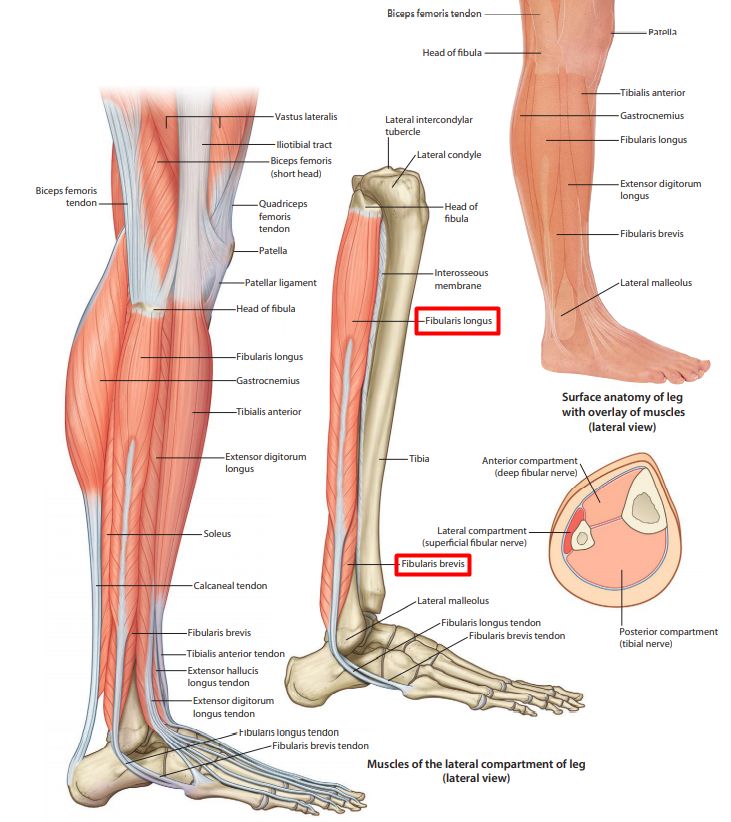 Biceps femoris tendon
Patella
Head of fibula
Tibialis anterior
Gastrocnemius
Fibularis longus
Extensor digitorum
longus
Fibularis brevis
Lateral malleolus
Surface anatomy of leg
with overlay of muscles
(lateral view)
Vastus lateralis
Iliotibial tract
Biceps femoris
(short head)
Biceps femoris
tendon
Quadriceps
femoris
tendon
Patella
Patellar ligament
Head of fibula
Fibularis longus
Gastrocnemius
Tibialis anterior
Extensor digitorum
longus
Soleus
Calcaneal tendon
Fibularis brevis
Tibialis anterior tendon
Extensor hallucis
longus tendon
Extensor digitorum
longus tendon
Fibularis longus tendon
Fibularis brevis tendon
Lateral intercondylar
tubercle
Lateral condyle
Head of
fibula
Interosseous
membrane
Fibularis longus
Tibia
Fibularis brevis
Lateral malleolus
Fibularis longus tendon
Fibularis brevis tendon
Muscles of the lateral compartment of leg
(lateral view)
Anterior compartment
(deep fibular nerve)
Lateral compartment
(superficial fibular nerve)
Posterior compartment
(tibial nerve)